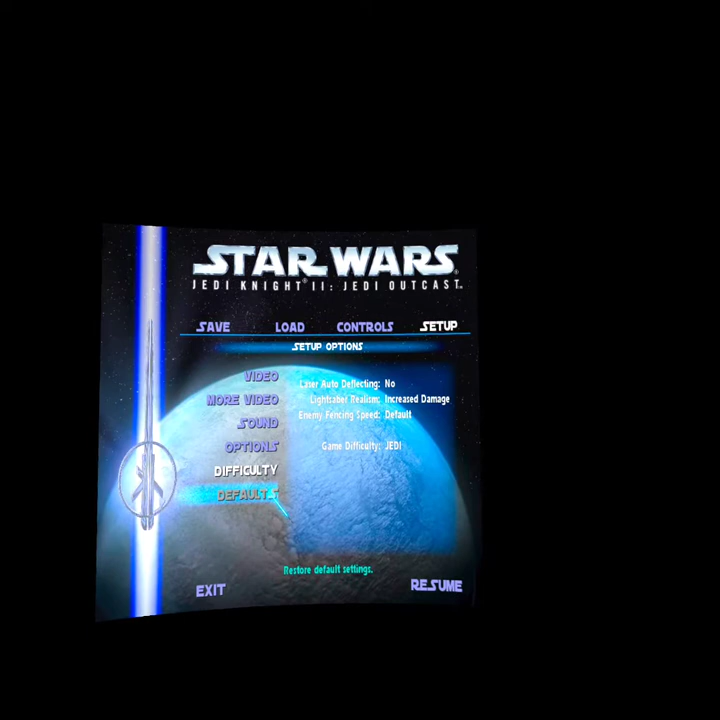 STAR WARS
JEDI KNIGHT® II: JEDI OUTCAST™
SAVE LOAD CONTROLS SETUP
SETUP OPTIONS
VIDEO
MORE VIDEO
SOUND
OPTIONS
DIFFICULTY
DEFAULTS
Laser Auto Deflecting: No
Lightsaber Realism: Increased Damage
Enemy Fencing Speed: Default
Game Difficulty: JEDI
Restore default settings.
EXIT RESUME